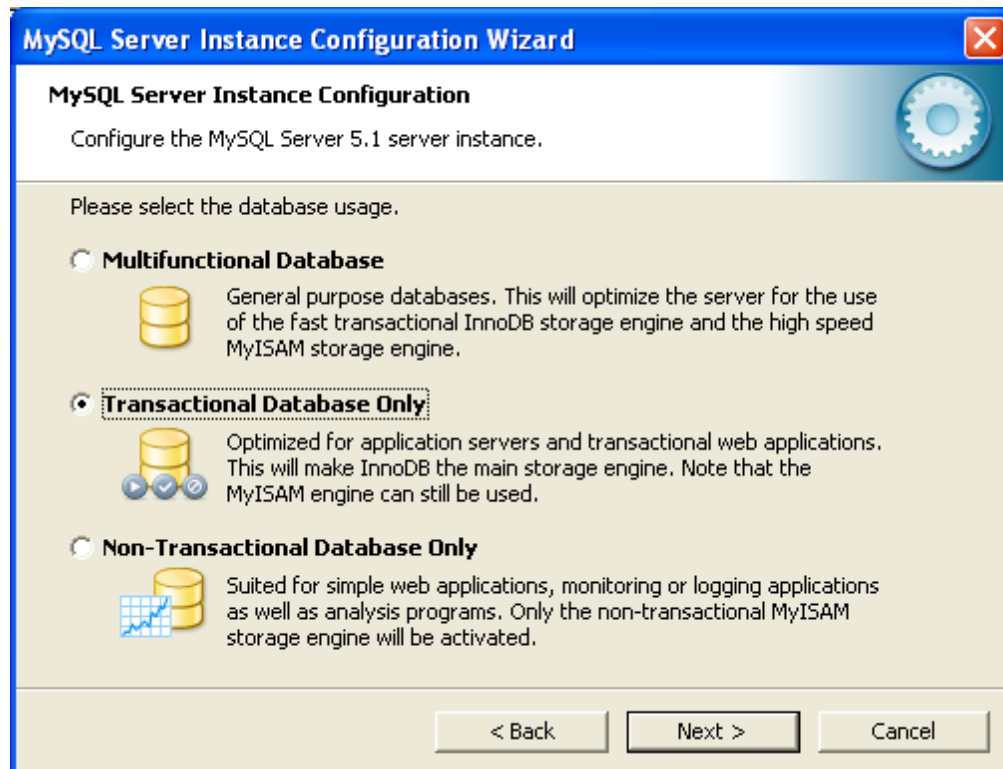 MySQL Server Instance Configuration Wizard
MySQL Server Instance Configuration
Configure the MySQL Server 5.1 server instance.
Please select the database usage.
Multifunctional Database
General purpose databases. This will optimize the server for the use
of the fast transactional InnoDB storage engine and the high speed
MyISAM storage engine.
Transactional Database Only
Optimized for application servers and transactional web applications.
This will make InnoDB the main storage engine. Note that the
MyISAM engine can still be used.
Non-Transactional Database Only
Suited for simple web applications, monitoring or logging applications
as well as analysis programs. Only the non-transactional MyISAM
storage engine will be activated.
< Back Next > Cancel